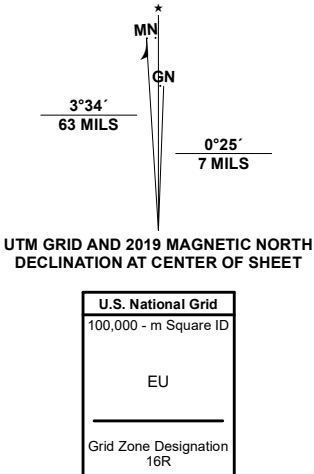 MN
GN
3°34´
63 MILS
0°25´
7 MILS
UTM GRID AND 2019 MAGNETIC NORTH
DECLINATION AT CENTER OF SHEET
U.S. National Grid
100,000 - m Square ID
EU
Grid Zone Designation
16R